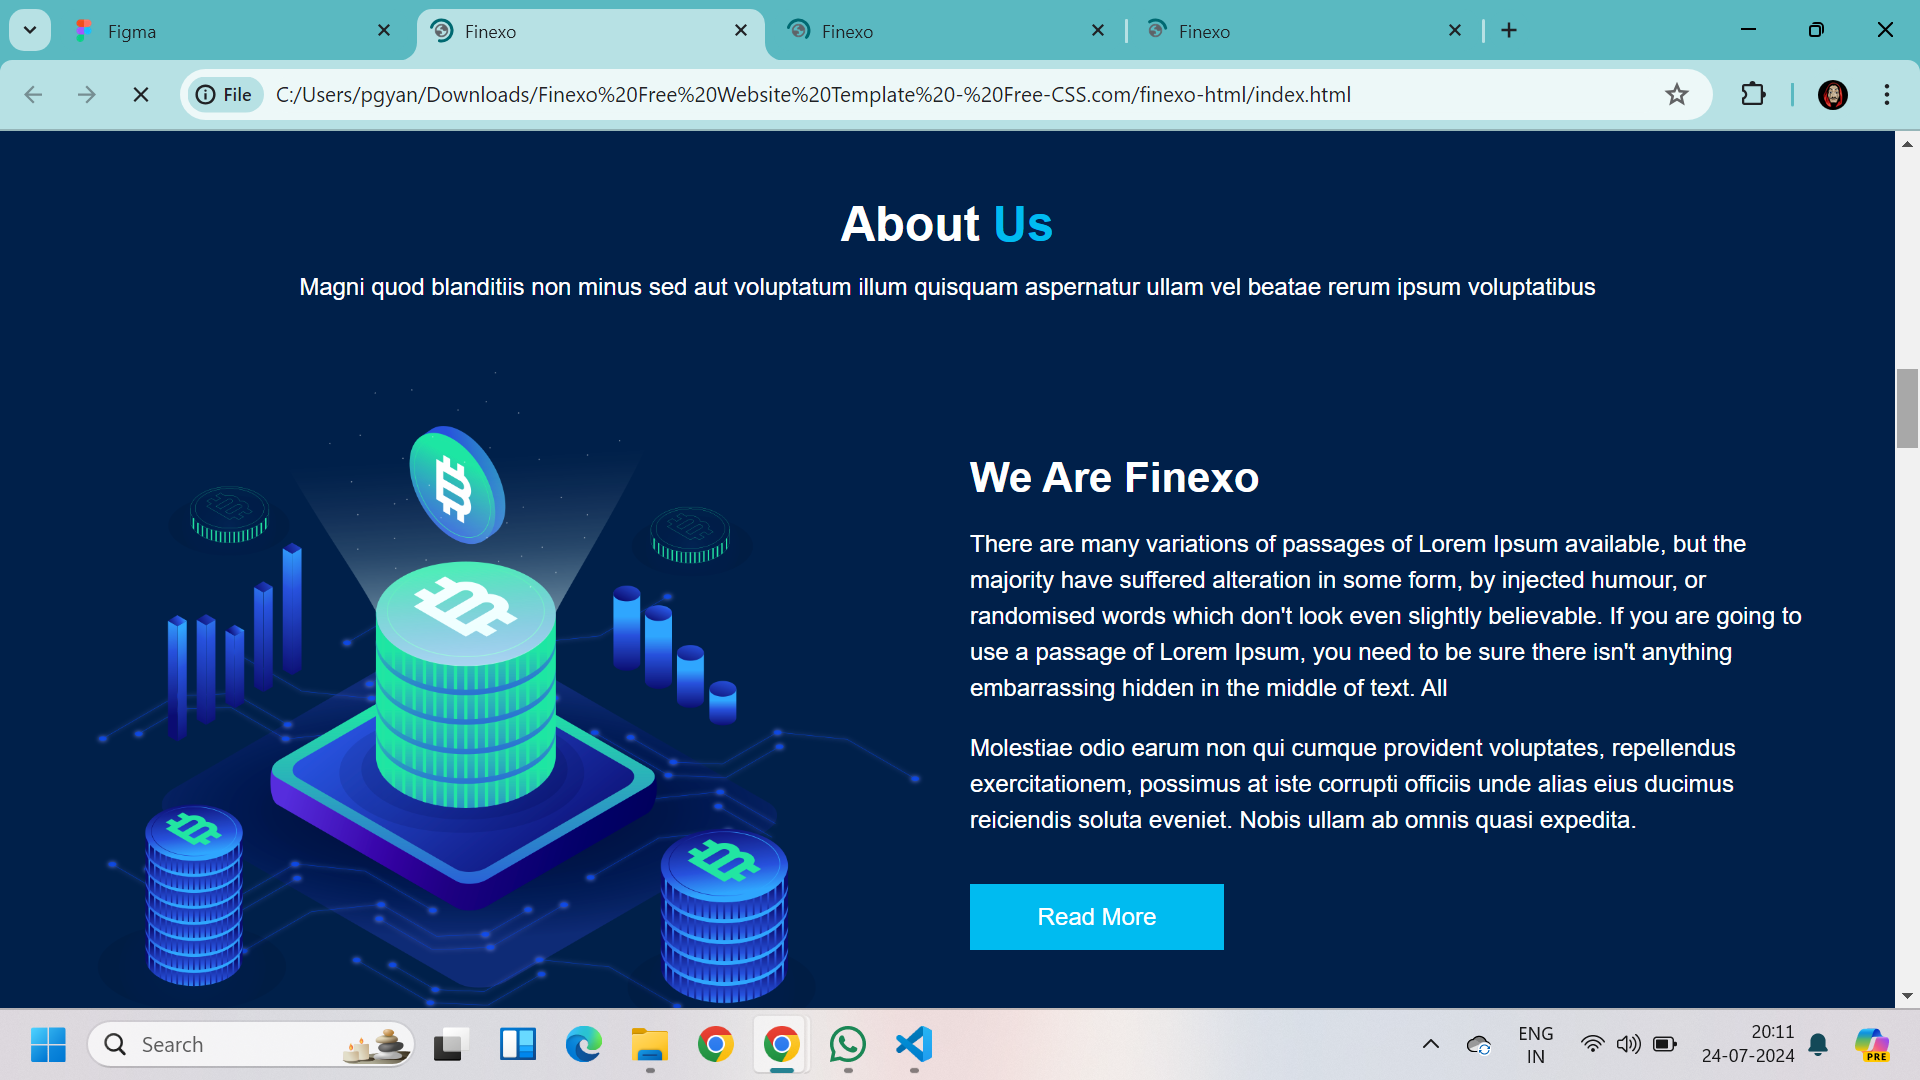 Figma
Finexo
Finexo
Finexo
File
C:/Users/pgyan/Downloads/Finexo%20Free%20Website%20Template%20-%20Free-CSS.com/finexo-html/index.html
About Us
Magni quod blanditiis non minus sed aut voluptatum illum quisquam aspernatur ullam vel beatae rerum ipsum voluptatibus
We Are Finexo
There are many variations of passages of Lorem Ipsum available, but the
majority have suffered alteration in some form, by injected humour, or
randomised words which don't look even slightly believable. If you are going to
use a passage of Lorem Ipsum, you need to be sure there isn't anything
embarrassing hidden in the middle of text. All
Molestiae odio earum non qui cumque provident voluptates, repellendus
exercitationem, possimus at iste corrupti officiis unde alias eius ducimus
reiciendis soluta eveniet. Nobis ullam ab omnis quasi expedita.
Read More
Search
ENG
IN
20:11
24-07-2024
PRE